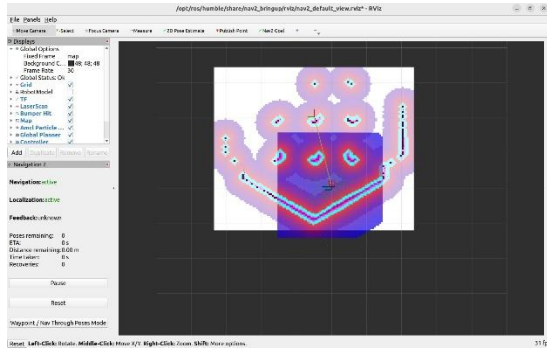 /opt/ros/humble/share/nav2_bringup/rviz/nav2_default_view.rviz* - RViz
File Panels Help
Move Camera Select Focus Camera Measure 2D Pose Estimate Publish Point Nav2 Goal
Displays
Global Options
Fixed Frame map
Background C... 48; 48; 48
Frame Rate 30
Global Status: Ok
Grid
RobotModel
TF
LaserScan
Bumper Hit
Map
Amcl Particle ...
Global Planner
Controller
Add Duplicate Remove Rename
Navigation 2
Navigation: active
Localization: active
Feedback: unknown
Poses remaining: 0
ETA: 0 s
Distance remaining: 0.00 m
Time taken: 0 s
Recoveries: 0
Pause
Reset
Waypoint / Nav Through Poses Mode
Reset Left-Click: Rotate. Middle-Click: Move X/Y. Right-Click: Zoom. Shift: More options. 31 fp